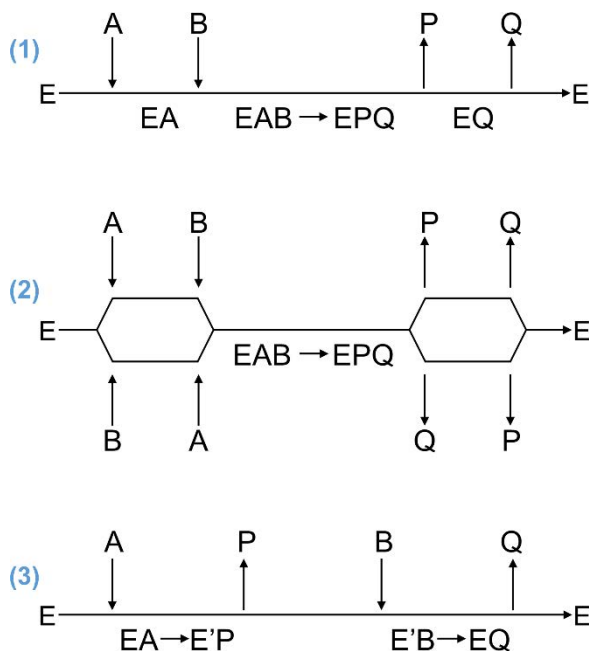 A B P Q
(1)
E E
EA EAB → EPQ EQ
A B P Q
(2)
E E
EAB → EPQ
B A Q P
A P B Q
(3)
E E
EA→E'P E'B→EQ